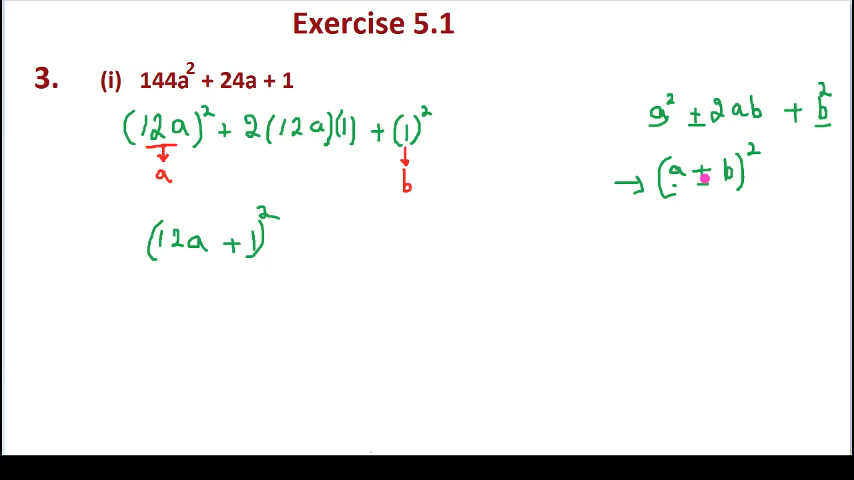 Exercise 5.1
3. (i) 144a² + 24a + 1
(12a)² + 2(12a)(1) + (1)²
a b
(12a + 1)²
a² ± 2ab + b²
→ (a ± b)²